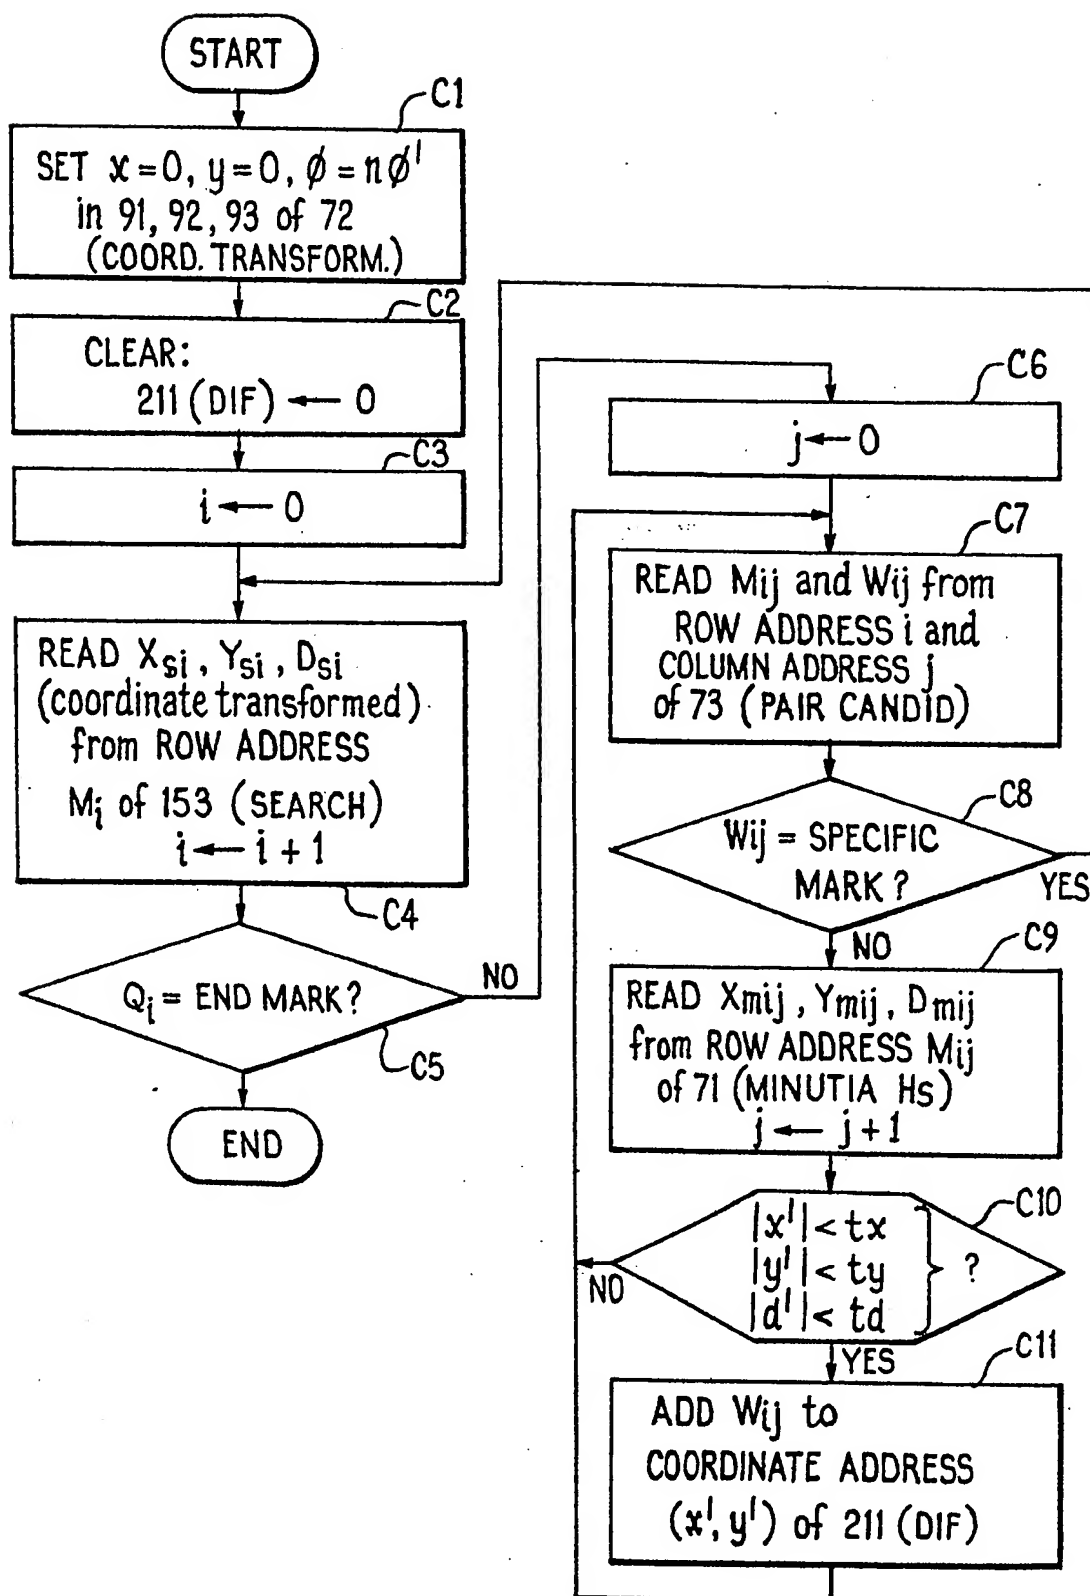 START
C1
SET x = 0, y = 0, ϕ = nϕ'
in 91, 92, 93 of 72
(COORD. TRANSFORM.)
C2
CLEAR:
211 (DIF) ← 0
C3
i ← 0
READ Xsi, Ysi, Dsi
(coordinate transformed)
from ROW ADDRESS
Mi of 153 (SEARCH)
i ← i + 1
C4
Qi = END MARK?
NO
C5
END
C6
j ← 0
C7
READ Mij and Wij from
ROW ADDRESS i and
COLUMN ADDRESS j
of 73 (PAIR CANDID)
C8
Wij = SPECIFIC
MARK?
YES
NO
C9
READ Xmij, Ymij, Dmij
from ROW ADDRESS Mij
of 71 (MINUTIA Hs)
j ← j + 1
C10
|x'| < tx
|y'| < ty
|d'| < td
?
NO
YES
C11
ADD Wij to
COORDINATE ADDRESS
(x', y') of 211 (DIF)